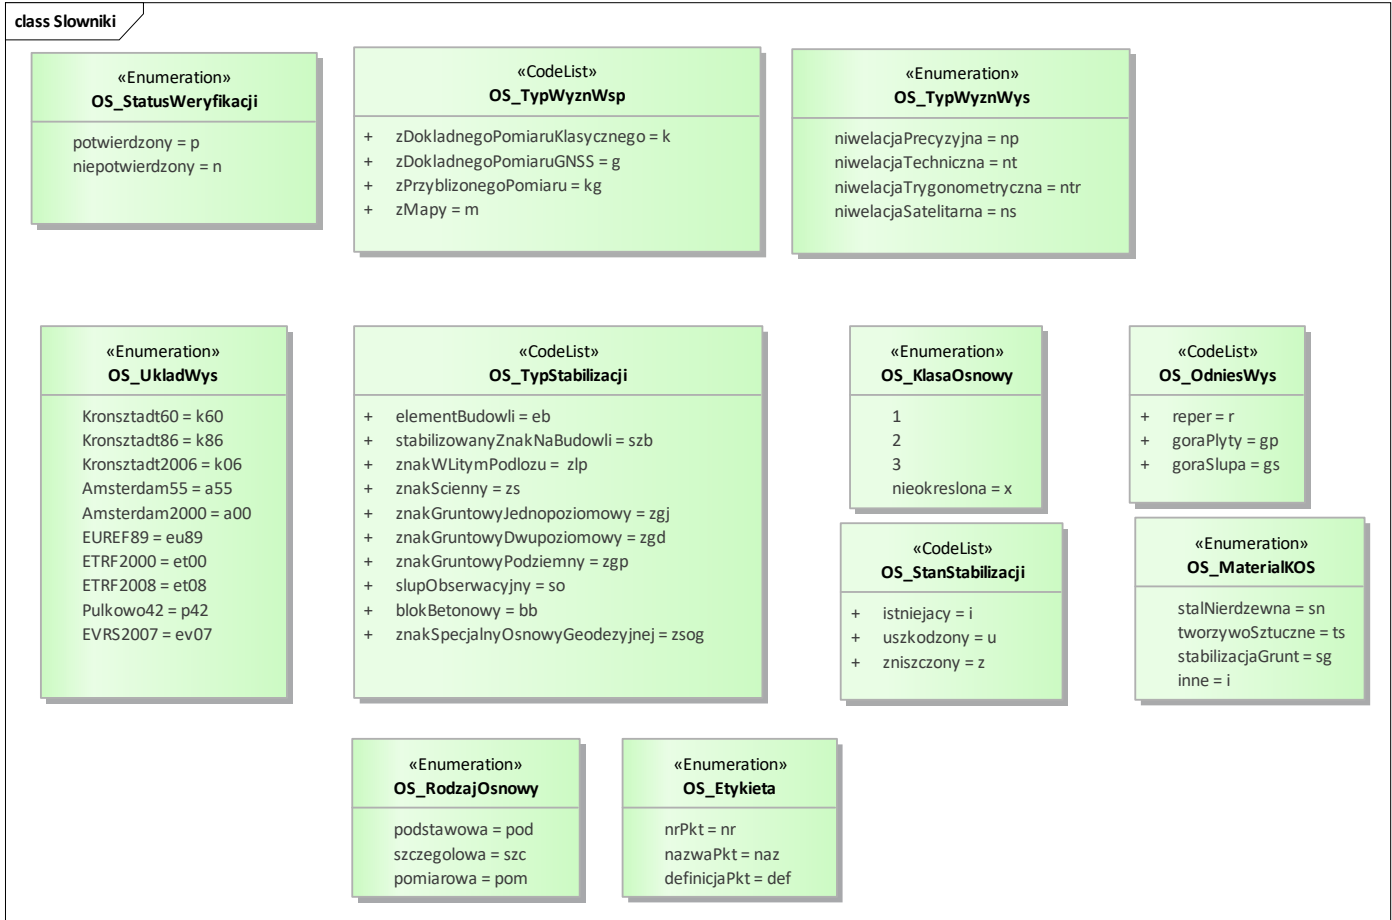 class Slowniki
«Enumeration»
OS_StatusWeryfikacji
potwierdzony = p
niepotwierdzony = n
«CodeList»
OS_TypWyznWsp
+ zDokladnegoPomiaruKlasycznego = k
+ zDokladnegoPomiaruGNSS = g
+ zPrzyblizonegoPomiaru = kg
+ zMapy = m
«Enumeration»
OS_TypWyznWys
niwelacjaPrecyzyjna = np
niwelacjaTechniczna = nt
niwelacjaTrygonometryczna = ntr
niwelacjaSatelitarna = ns
«Enumeration»
OS_UkladWys
Kronsztadt60 = k60
Kronsztadt86 = k86
Kronsztadt2006 = k06
Amsterdam55 = a55
Amsterdam2000 = a00
EUREF89 = eu89
ETRF2000 = et00
ETRF2008 = et08
Pulkowo42 = p42
EVRS2007 = ev07
«CodeList»
OS_TypStabilizacji
+ elementBudowli = eb
+ stabilizowanyZnakNaBudowli = szb
+ znakWLitymPodlozu = zlp
+ znakScienny = zs
+ znakGruntowyJednopoziomowy = zgj
+ znakGruntowyDwupoziomowy = zgd
+ znakGruntowyPodziemny = zgp
+ slupObserwacyjny = so
+ blokBetonowy = bb
+ znakSpecjalnyOsnowyGeodezyjnej = zsog
«Enumeration»
OS_KlasaOsnowy
1
2
3
nieokreslona = x
«CodeList»
OS_OdniesWys
+ reper = r
+ goraPlyty = gp
+ goraSlupa = gs
«CodeList»
OS_StanStabilizacji
+ istniejacy = i
+ uszkodzony = u
+ zniszczony = z
«Enumeration»
OS_MaterialKOS
stalNierdzewna = sn
tworzywoSztuczne = ts
stabilizacjaGrunt = sg
inne = i
«Enumeration»
OS_RodzajOsnowy
podstawowa = pod
szczegolowa = szc
pomiarowa = pom
«Enumeration»
OS_Etykieta
nrPkt = nr
nazwaPkt = naz
definicjaPkt = def